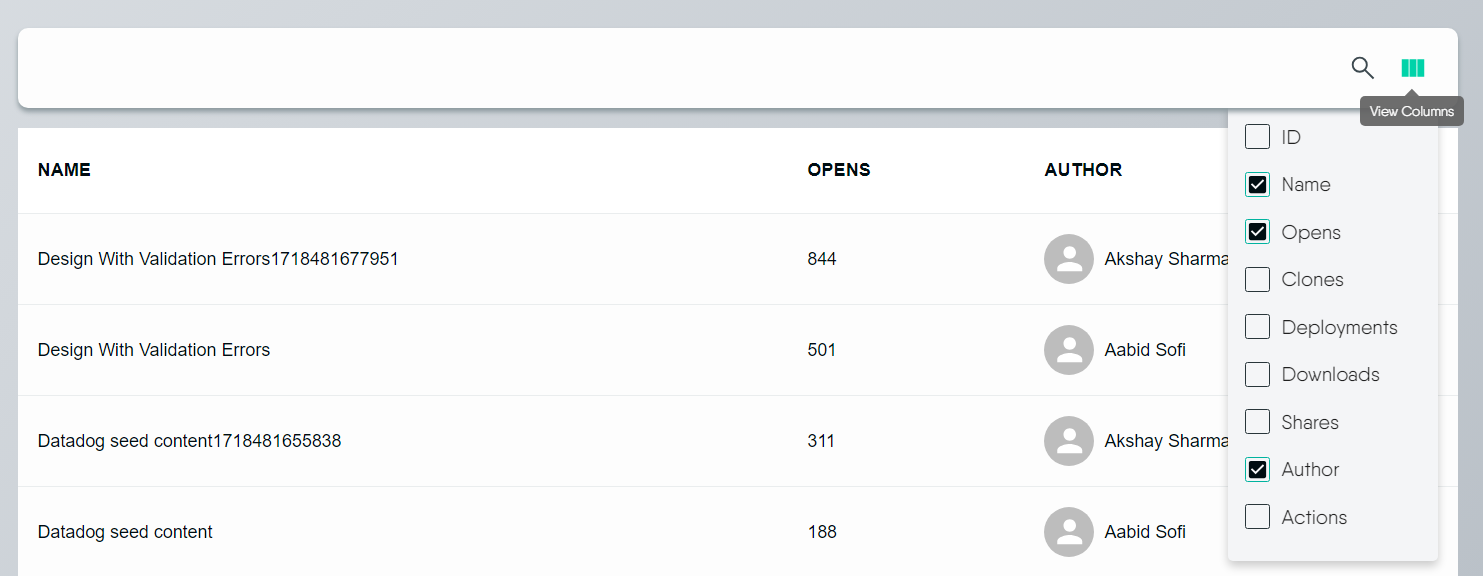 View Columns
NAME OPENS AUTHOR
Design With Validation Errors1718481677951 844 Akshay Sharma
Design With Validation Errors 501 Aabid Sofi
Datadog seed content1718481655838 311 Akshay Sharma
Datadog seed content 188 Aabid Sofi
ID
Name
Opens
Clones
Deployments
Downloads
Shares
Author
Actions